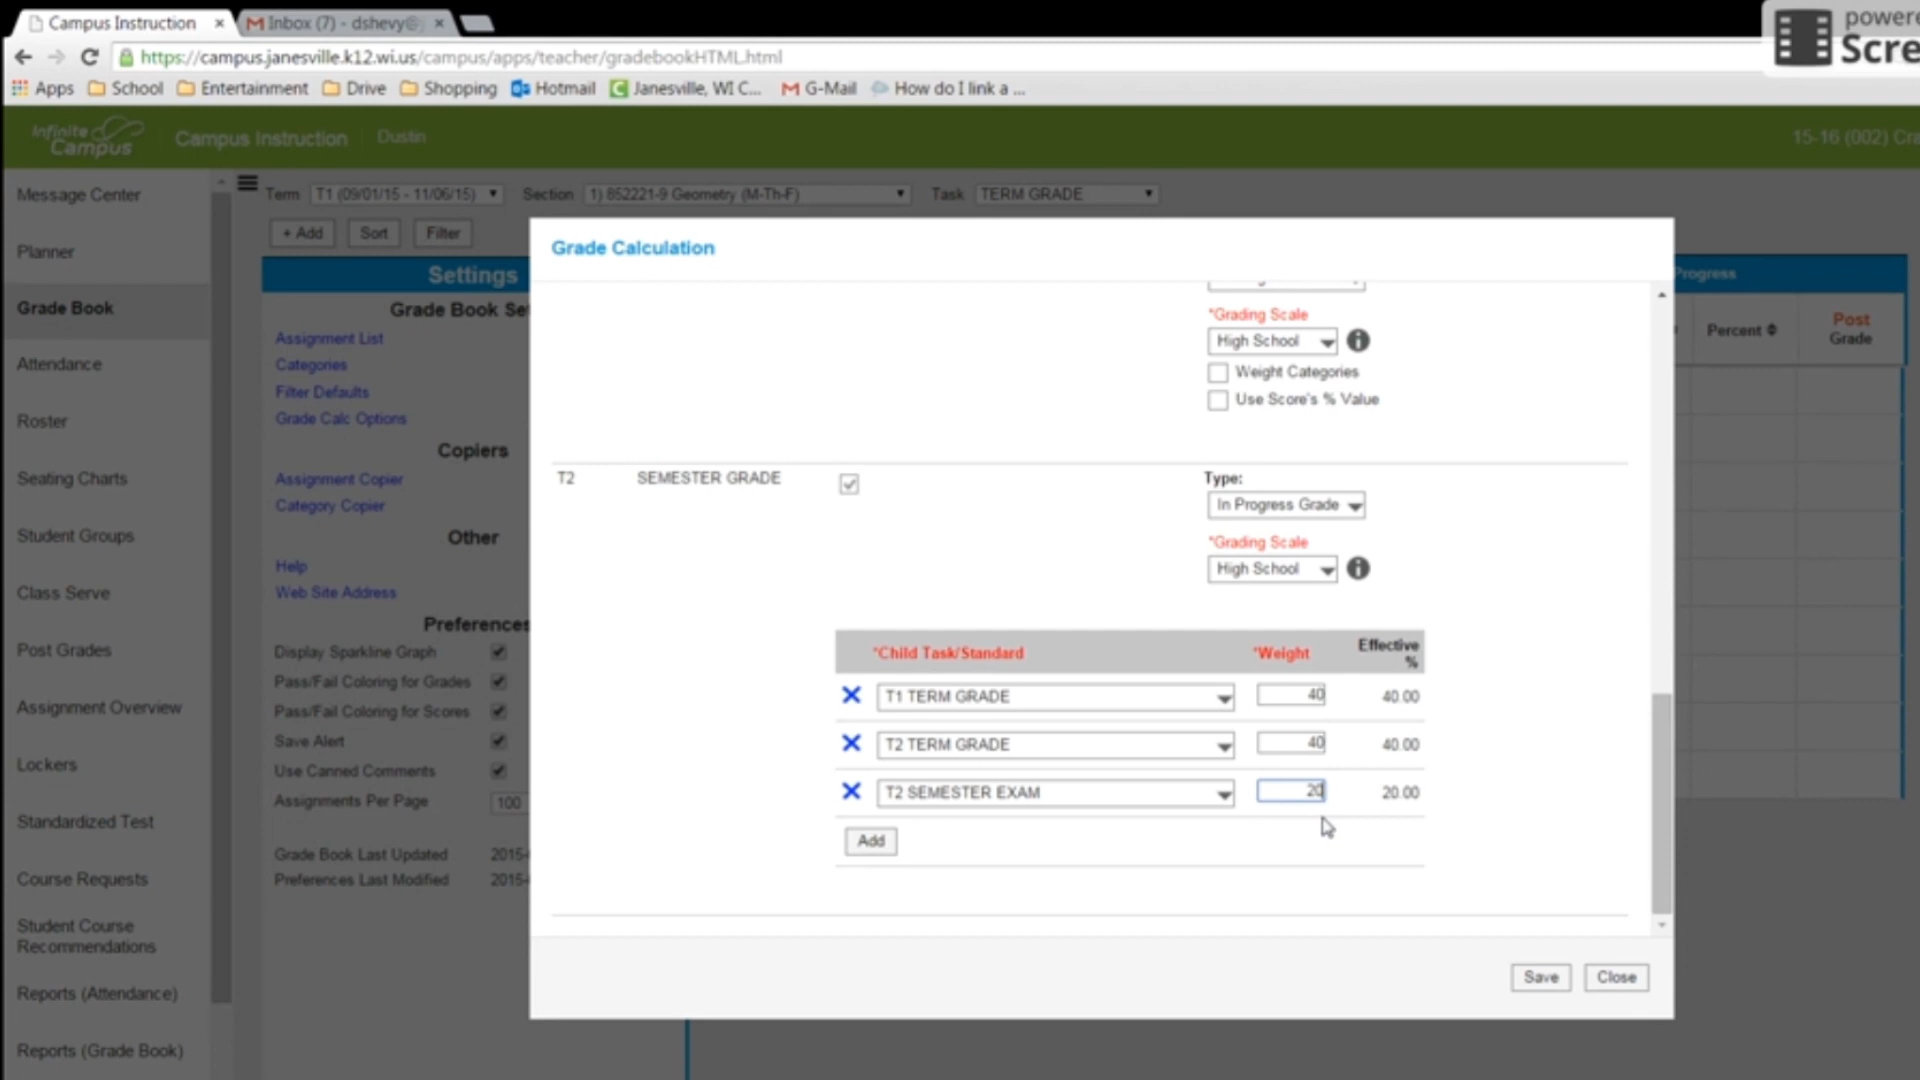 Campus Instruction
Inbox (7) - dshevy@
powere
Scre
https://campus.janesville.k12.wi.us/campus/apps/teacher/gradebookHTML.html
Apps School Entertainment Drive Shopping Hotmail Janesville, WI C... G-Mail How do I link a ...
Infinite Campus
Campus Instruction
Dustin
15-16 (002) Cra
Message Center
Planner
Grade Book
Attendance
Roster
Seating Charts
Student Groups
Class Serve
Post Grades
Assignment Overview
Lockers
Standardized Test
Course Requests
Student Course
Recommendations
Reports (Attendance)
Reports (Grade Book)
Term T1 (09/01/15 - 11/06/15) Section 1) 852221-9 Geometry (M-Th-F) Task TERM GRADE
+ Add Sort Filter
Settings
Grade Book Set
Assignment List
Categories
Filter Defaults
Grade Calc Options
Copiers
Assignment Copier
Category Copier
Other
Help
Web Site Address
Preferences
Display Sparkline Graph
Pass/Fail Coloring for Grades
Pass/Fail Coloring for Scores
Save Alert
Use Canned Comments
Assignments Per Page 100
Grade Book Last Updated 2015-
Preferences Last Modified 2015-
Grade Calculation
*Grading Scale
High School
Weight Categories
Use Score's % Value
T2 SEMESTER GRADE
Type:
In Progress Grade
*Grading Scale
High School
*Child Task/Standard *Weight Effective %
T1 TERM GRADE 40 40.00
T2 TERM GRADE 40 40.00
T2 SEMESTER EXAM 20 20.00
Add
Save Close
Progress
Percent
Post
Grade